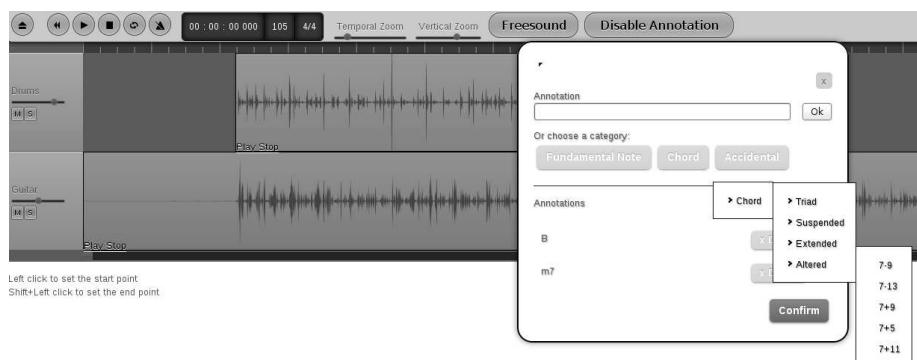 00 : 00 : 00 000 105 4/4 Temporal Zoom Vertical Zoom Freesound Disable Annotation
Drums
M S
Play Stop
Guitar
M S
Play Stop
Left click to set the start point
Shift+Left click to set the end point
x
Annotation
Ok
Or choose a category:
Fundamental Note Chord Accidental
Annotations
B
m7
Confirm
> Chord
> Triad
> Suspended
> Extended
> Altered
7-9
7-13
7+9
7+5
7+11